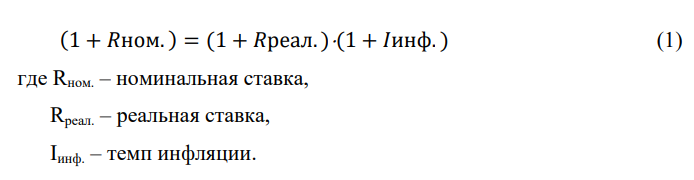 (1 + Rном.) = (1 + Rреал.)·(1 + Iинф.) (1)
где Rном. – номинальная ставка,
Rреал. – реальная ставка,
Iинф. – темп инфляции.